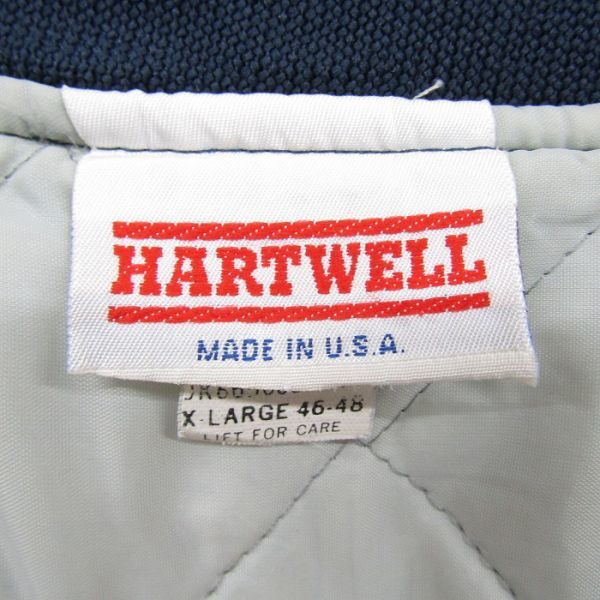 HARTWELL
MADE IN U.S.A.
X-LARGE 46-48
LIFT FOR CARE